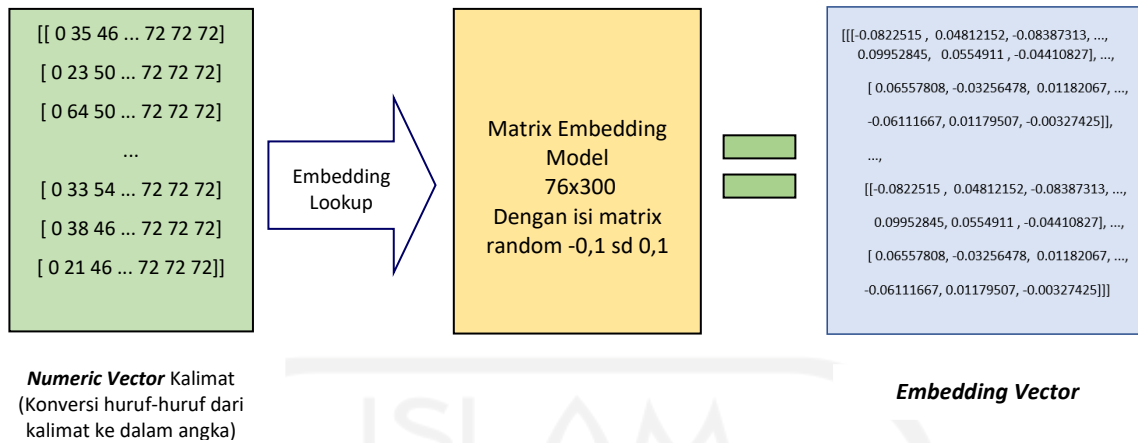 [[ 0 35 46 ... 72 72 72]
[ 0 23 50 ... 72 72 72]
[ 0 64 50 ... 72 72 72]
...
[ 0 33 54 ... 72 72 72]
[ 0 38 46 ... 72 72 72]
[ 0 21 46 ... 72 72 72]]
Numeric Vector Kalimat
(Konversi huruf-huruf dari
kalimat ke dalam angka)
Embedding
Lookup
Matrix Embedding
Model
76x300
Dengan isi matrix
random -0,1 sd 0,1
[[[-0.0822515 , 0.04812152, -0.08387313, ...,
0.09952845, 0.0554911 , -0.04410827], ...,
[ 0.06557808, -0.03256478, 0.01182067, ...,
-0.06111667, 0.01179507, -0.00327425]],
...,
[[-0.0822515 , 0.04812152, -0.08387313, ...,
0.09952845, 0.0554911 , -0.04410827], ...,
[ 0.06557808, -0.03256478, 0.01182067, ...,
-0.06111667, 0.01179507, -0.00327425]]]
Embedding Vector
ISLAM